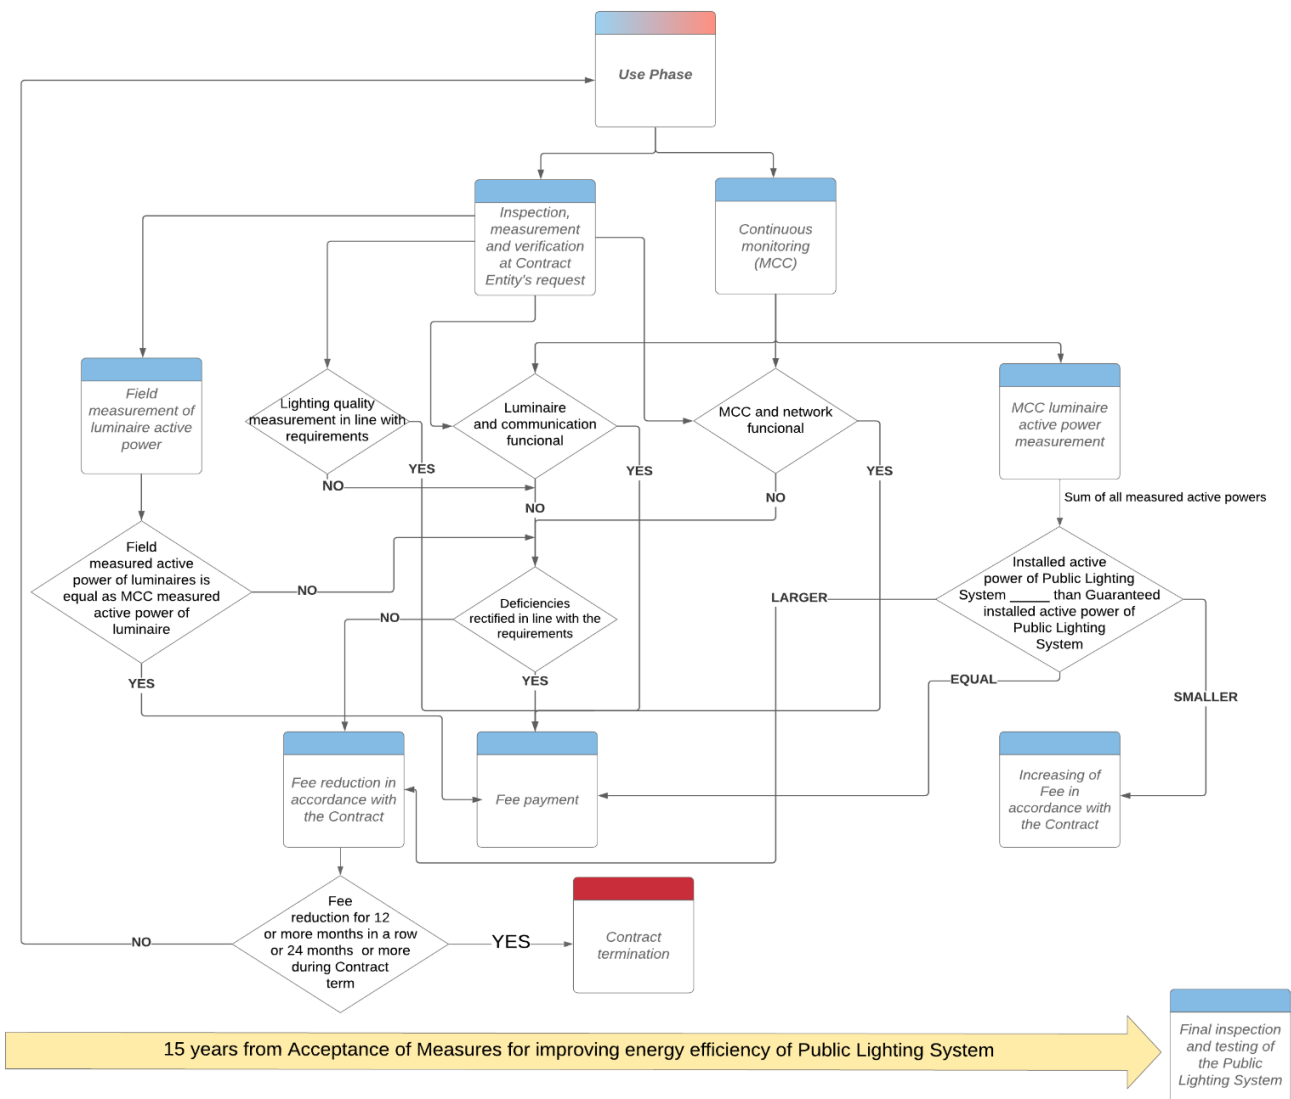 Use Phase
Inspection,
measurement
and verification
at Contract
Entity's request
Continuous
monitoring
(MCC)
Field
measurement of
luminaire active
power
Lighting quality
measurement in line with
requirements
Luminaire
and communication
funcional
MCC and network
funcional
MCC luminaire
active power
measurement
YES
YES
YES
NO
NO
NO
Sum of all measured active powers
Field
measured active
power of luminaires is
equal as MCC measured
active power of
luminaire
NO
Deficiencies
rectified in line with the
requirements
NO
LARGER
Installed active
power of Public Lighting
System _____ than Guaranteed
installed active power of
Public Lighting
System
YES
YES
EQUAL
SMALLER
Fee reduction in
accordance with
the Contract
Fee payment
Increasing of
Fee in
accordance with
the Contract
Fee
reduction for 12
or more months in a row
or 24 months or more
during Contract
term
NO
YES
Contract
termination
15 years from Acceptance of Measures for improving energy efficiency of Public Lighting System
Final inspection
and testing of
the Public
Lighting System